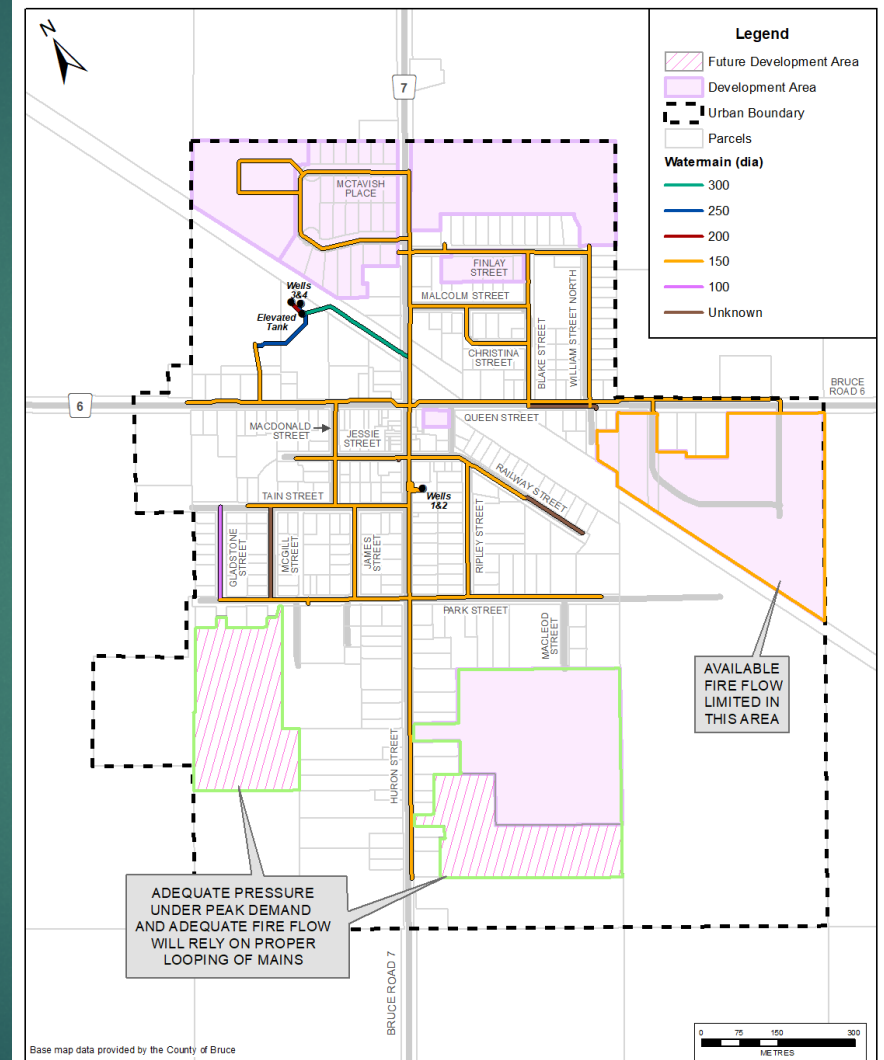 N
7
Legend
Future Development Area
Development Area
Urban Boundary
Parcels
Watermain (dia)
300
250
200
150
100
Unknown
MCTAVISH
PLACE
FINLAY
STREET
Wells
3&4
MALCOLM STREET
Elevated
Tank
BLAKE STREET
WILLIAM STREET NORTH
CHRISTINA
STREET
BRUCE
ROAD 6
6
QUEEN STREET
MACDONALD
STREET
JESSIE
STREET
RAILWAY STREET
TAIN STREET
Wells
1&2
GLADSTONE
STREET
MCGILL
STREET
JAMES
STREET
RIPLEY STREET
PARK STREET
MACLEOD
STREET
AVAILABLE
FIRE FLOW
LIMITED IN
THIS AREA
HURON STREET
ADEQUATE PRESSURE
UNDER PEAK DEMAND
AND ADEQUATE FIRE FLOW
WILL RELY ON PROPER
LOOPING OF MAINS
BRUCE ROAD 7
Base map data provided by the County of Bruce
0 75 150 300
METRES